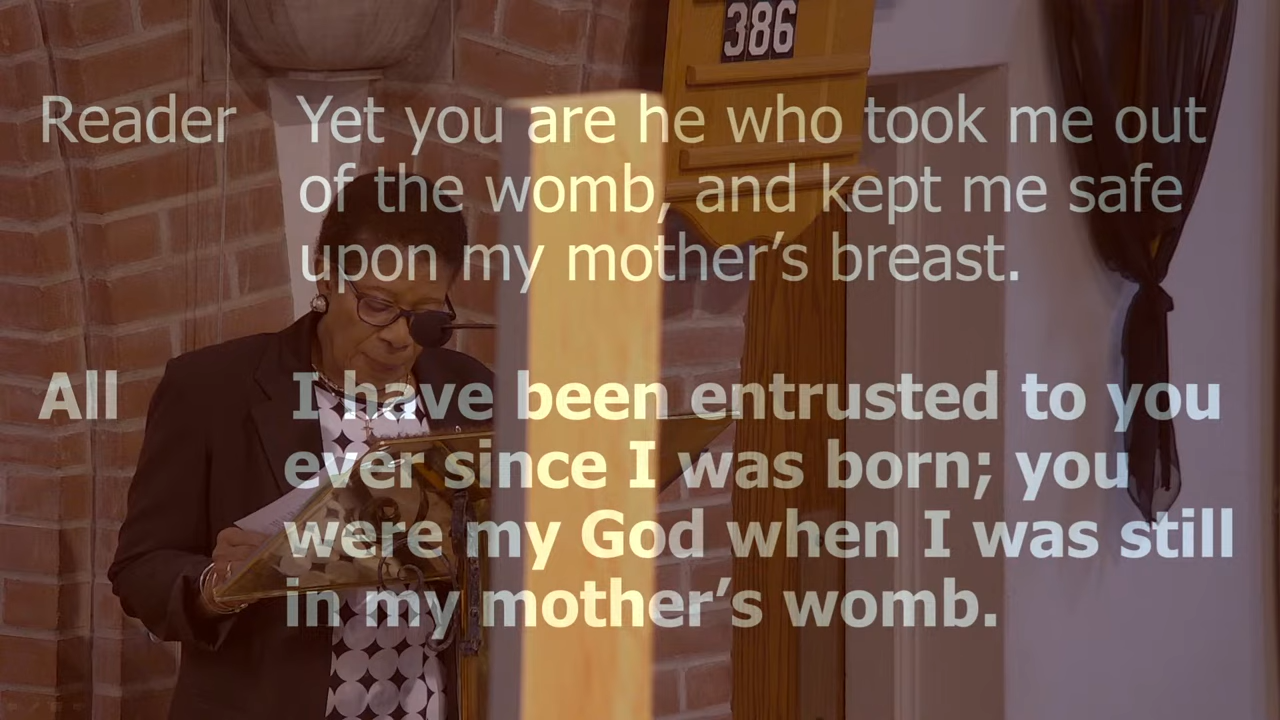 386
Reader Yet you are he who took me out
of the womb, and kept me safe
upon my mother’s breast.
All I have been entrusted to you
ever since I was born; you
were my God when I was still
in my mother’s womb.